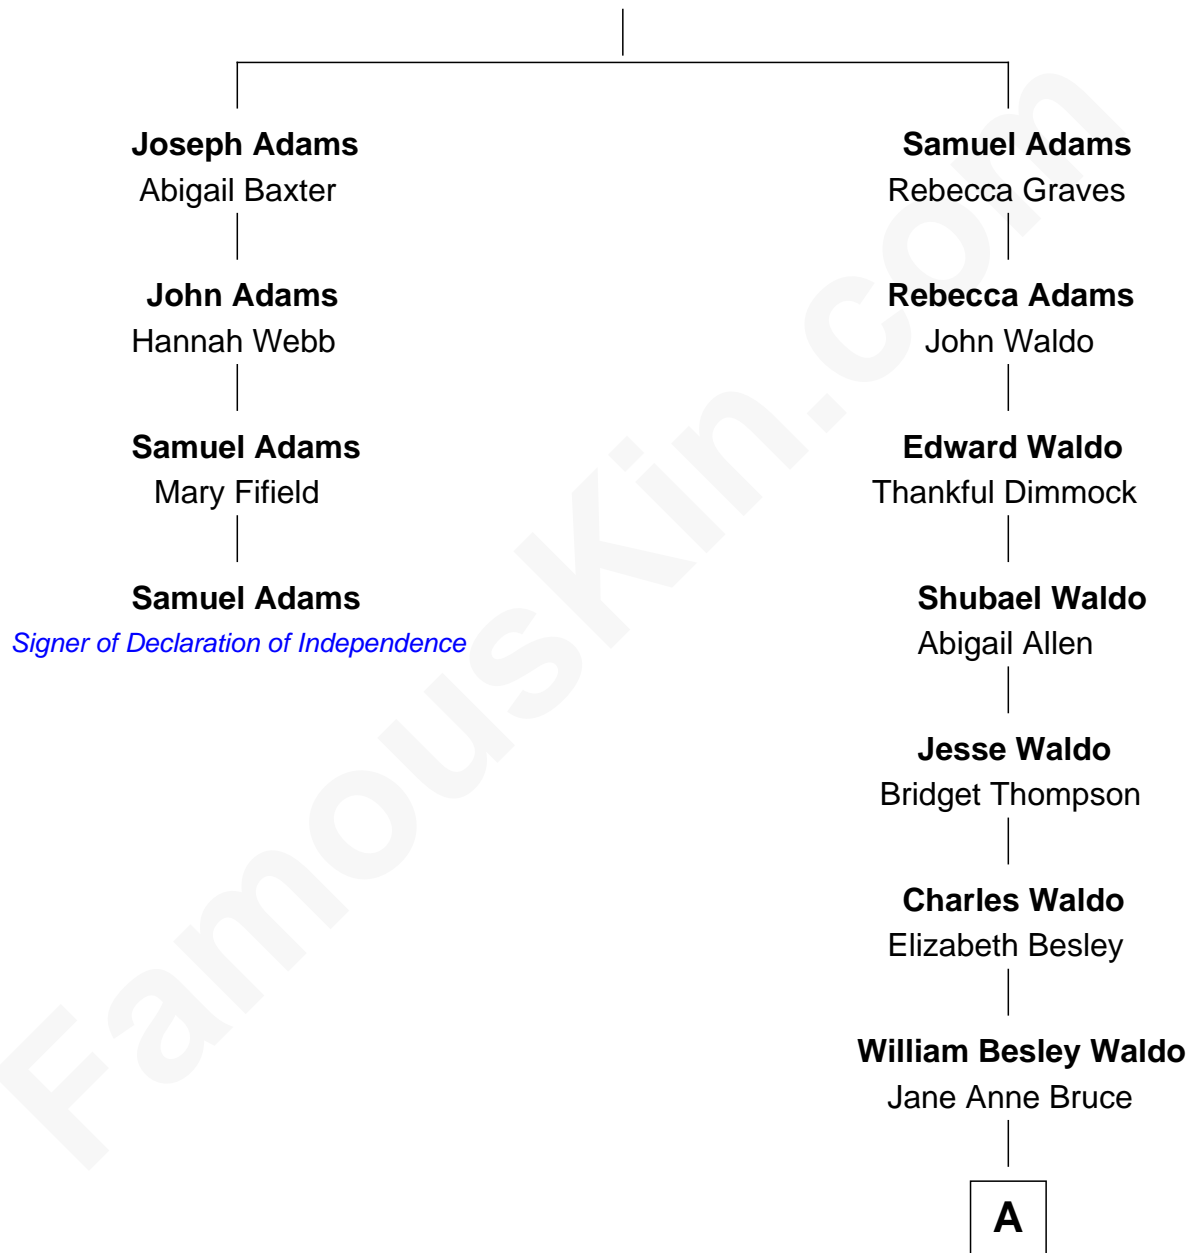 Joseph Adams
Abigail Baxter
John Adams
Hannah Webb
Samuel Adams
Mary Fifield
Samuel Adams
Signer of Declaration of Independence
Samuel Adams
Rebecca Graves
Rebecca Adams
John Waldo
Edward Waldo
Thankful Dimmock
Shubael Waldo
Abigail Allen
Jesse Waldo
Bridget Thompson
Charles Waldo
Elizabeth Besley
William Besley Waldo
Jane Anne Bruce
A
FamousKin.com